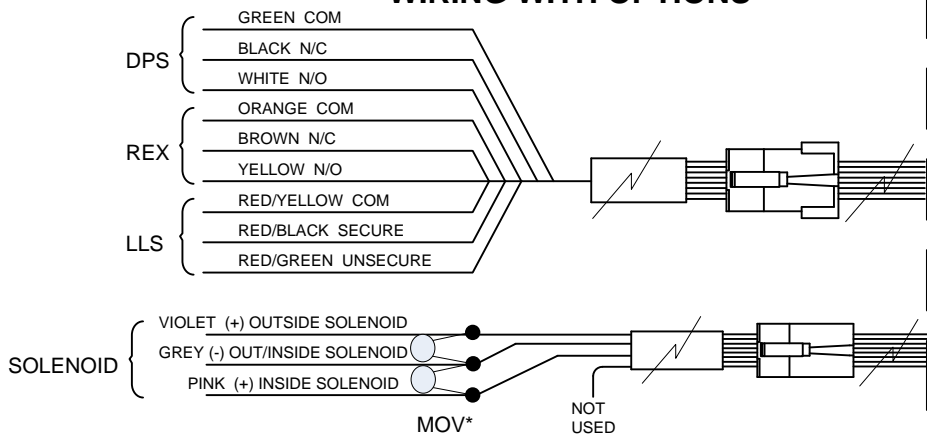 WIRING WITH OPTIONS
DPS
GREEN COM
BLACK N/C
WHITE N/O
REX
ORANGE COM
BROWN N/C
YELLOW N/O
LLS
RED/YELLOW COM
RED/BLACK SECURE
RED/GREEN UNSECURE
SOLENOID
VIOLET (+) OUTSIDE SOLENOID
GREY (-) OUT/INSIDE SOLENOID
PINK (+) INSIDE SOLENOID
MOV*
NOT
USED